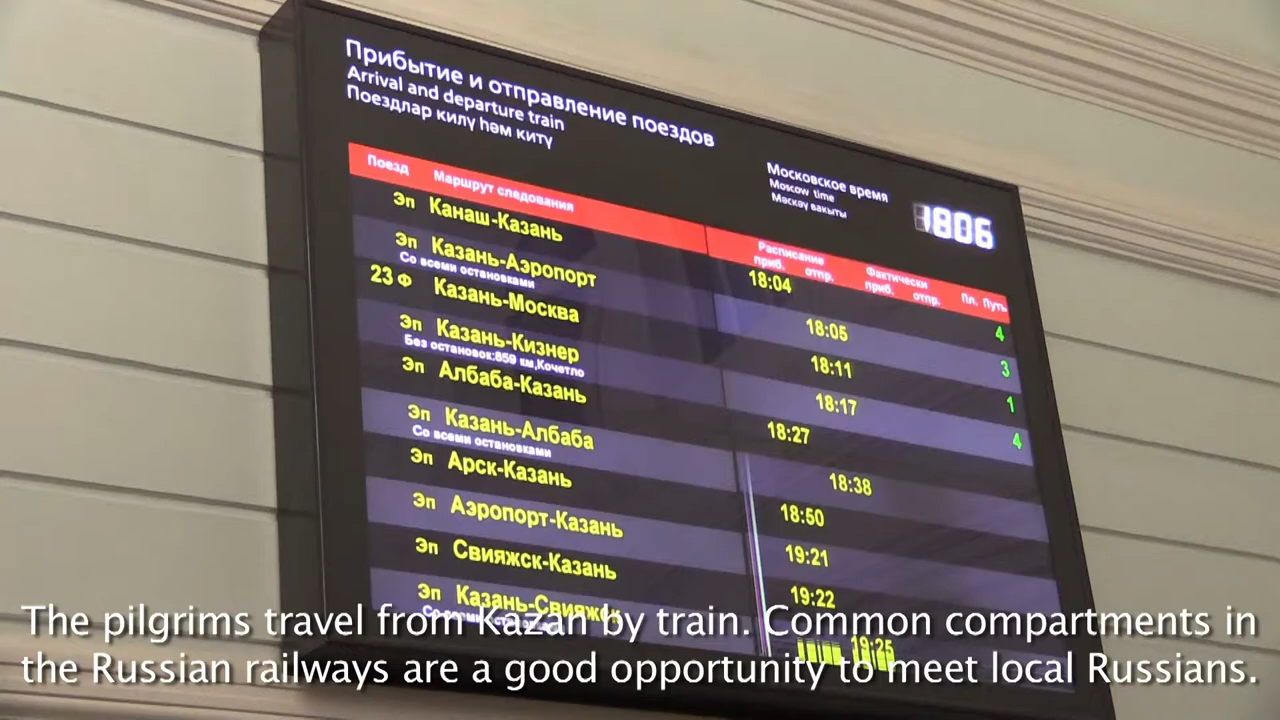 Прибытие и отправление поездов
Arrival and departure train
Поездлар килү һәм китү
Московское время
Moscow time
Мәскәү вакыты
1806
Поезд Маршрут следования Расписание приб. отпр. Фактически приб. отпр. Пл. Путь
Эп Канаш-Казань 18:04 4
Эп Казань-Аэропорт 18:05 3
Со всеми остановками
23 Ф Казань-Москва 18:11 1
Эп Казань-Кизнер 18:17 4
Без остановок:859 км,Кочетло
Эп Албаба-Казань 18:27
Эп Казань-Албаба 18:38
Со всеми остановками
Эп Арск-Казань 18:50
Эп Аэропорт-Казань 19:21
Эп Свияжск-Казань 19:22
Эп Казань-Свияжск 19:25
The pilgrims travel from Kazan by train. Common compartments in
the Russian railways are a good opportunity to meet local Russians.